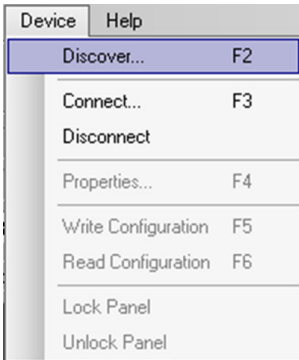 Device Help
Discover... F2
Connect... F3
Disconnect
Properties... F4
Write Configuration F5
Read Configuration F6
Lock Panel
Unlock Panel